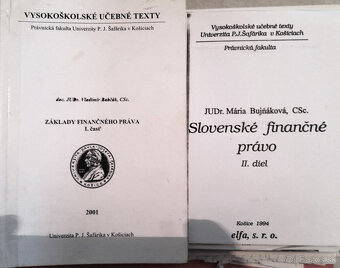 VYSOKOŠKOLSKÉ UČEBNÉ TEXTY
Právnická fakulta Univerzity P. J. Šafárika v Košiciach
doc. JUDr. Vladimír Babčák, CSc.
ZÁKLADY FINANČNÉHO PRÁVA
1. časť
2001
Univerzita P. J. Šafárika v Košiciach
Vysokoškolské učebné texty
Univerzita P.J.Šafárika v Košiciach
Právnická fakulta
JUDr. Mária Bujňáková, CSc.
Slovenské finančné
právo
II. diel
Košice 1994
elfa, s. r. o.